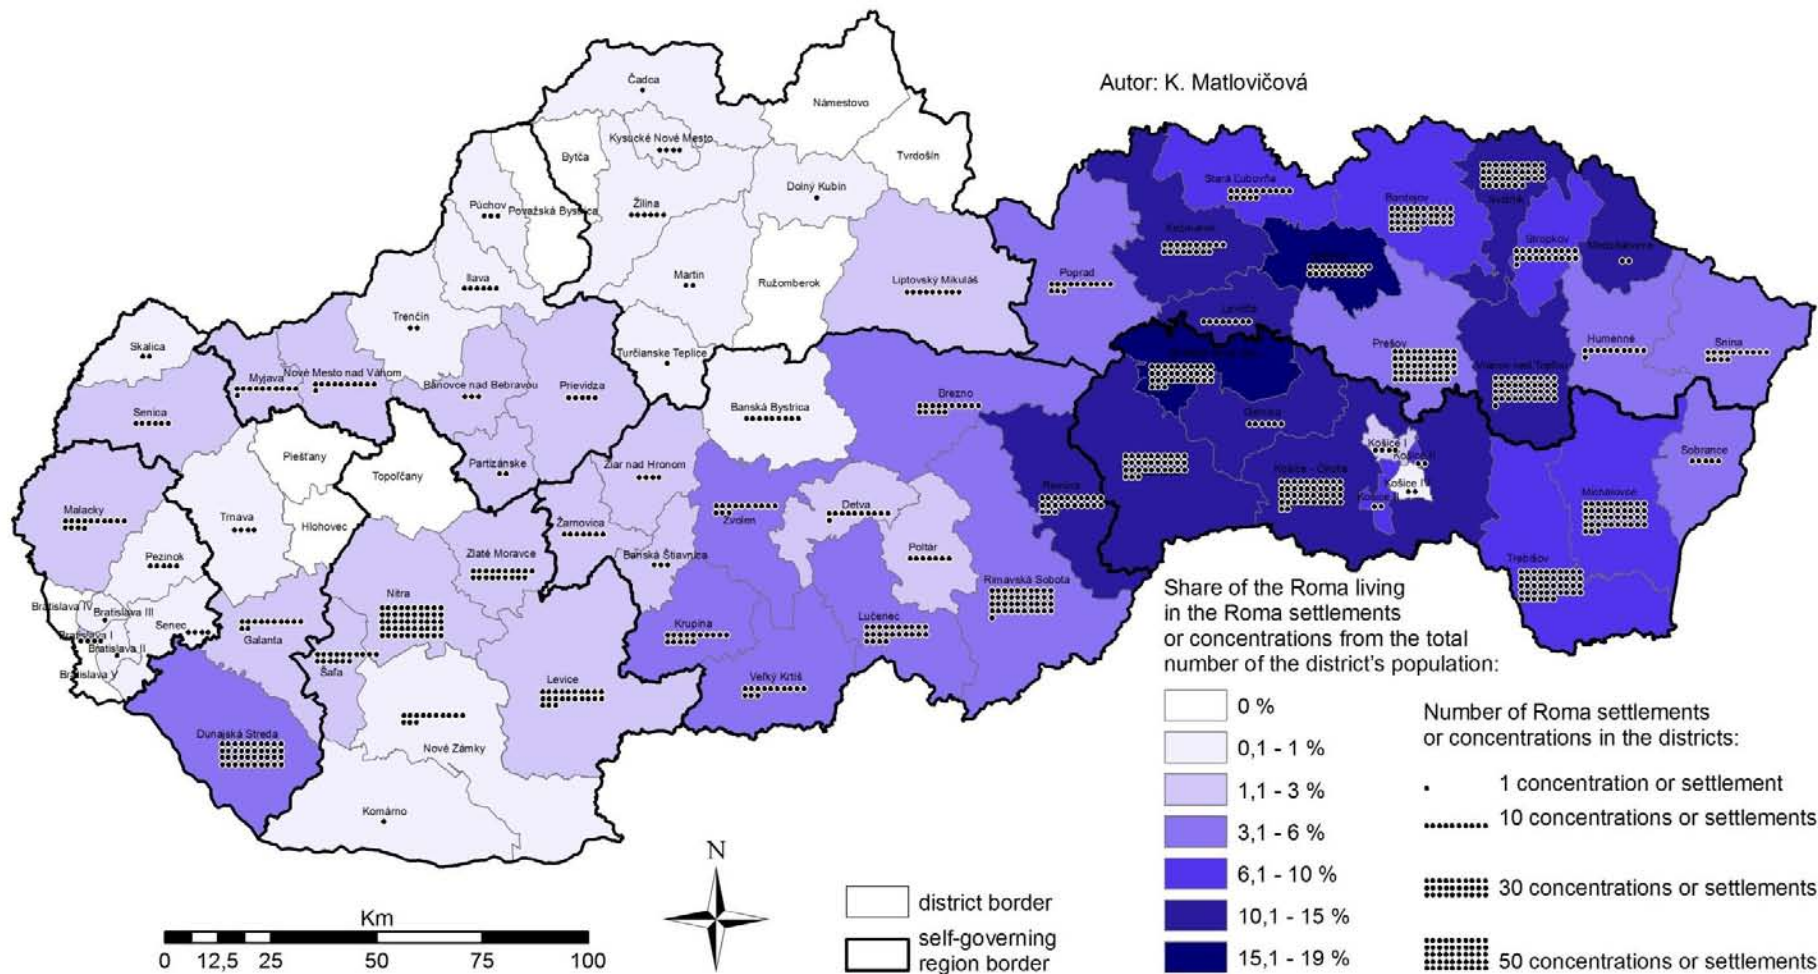 Autor: K. Matlovičová
Čadca
Námestovo
Kysucké Nové Mesto
Bytča
Tvrdošín
Dolný Kubín
Púchov
Považská Bystrica
Žilina
Stará Ľubovňa
Bardejov
Svidník
Stropkov
Medzilaborce
Kežmarok
Ilava
Martin
Ružomberok
Liptovský Mikuláš
Poprad
Levoča
Trenčín
Skalica
Turčianske Teplice
Prešov
Humenné
Snina
Vranov nad Topľou
Myjava
Nové Mesto nad Váhom
Bánovce nad Bebravou
Prievidza
Senica
Banská Bystrica
Brezno
Gelnica
Košice I
Košice II
Sobrance
Piešťany
Topoľčany
Partizánske
Žiar nad Hronom
Košice - Okolie
Košice IV
Michalovce
Malacky
Trnava
Hlohovec
Žarnovica
Zvolen
Detva
Revúca
Pezinok
Zlaté Moravce
Banská Štiavnica
Poltár
Trebišov
Bratislava IV
Bratislava III
Senec
Nitra
Rimavská Sobota
Bratislava I
Bratislava II
Galanta
Krupina
Lučenec
Bratislava V
Šaľa
Levice
Veľký Krtíš
Dunajská Streda
Nové Zámky
Komárno
Share of the Roma living
in the Roma settlements
or concentrations from the total
number of the district's population:
0 %
0,1 - 1 %
1,1 - 3 %
3,1 - 6 %
6,1 - 10 %
10,1 - 15 %
15,1 - 19 %
Number of Roma settlements
or concentrations in the districts:
1 concentration or settlement
10 concentrations or settlements
30 concentrations or settlements
50 concentrations or settlements
N
district border
self-governing
region border
Km
0 12,5 25 50 75 100